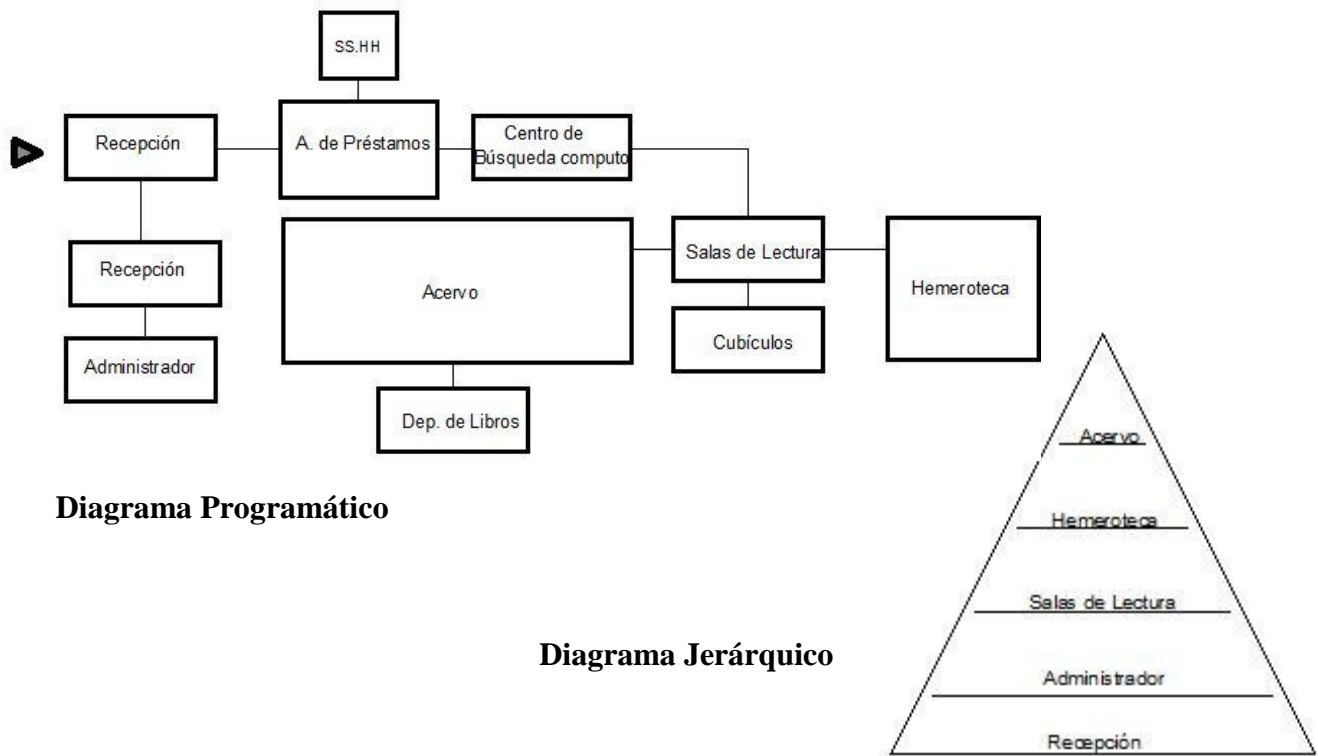 SS.HH
Recepción
A. de Préstamos
Centro de
Búsqueda computo
Recepción
Acervo
Salas de Lectura
Hemeroteca
Administrador
Cubículos
Dep. de Libros
Diagrama Programático
Acervo
Hemeroteca
Salas de Lectura
Diagrama Jerárquico
Administrador
Recepción